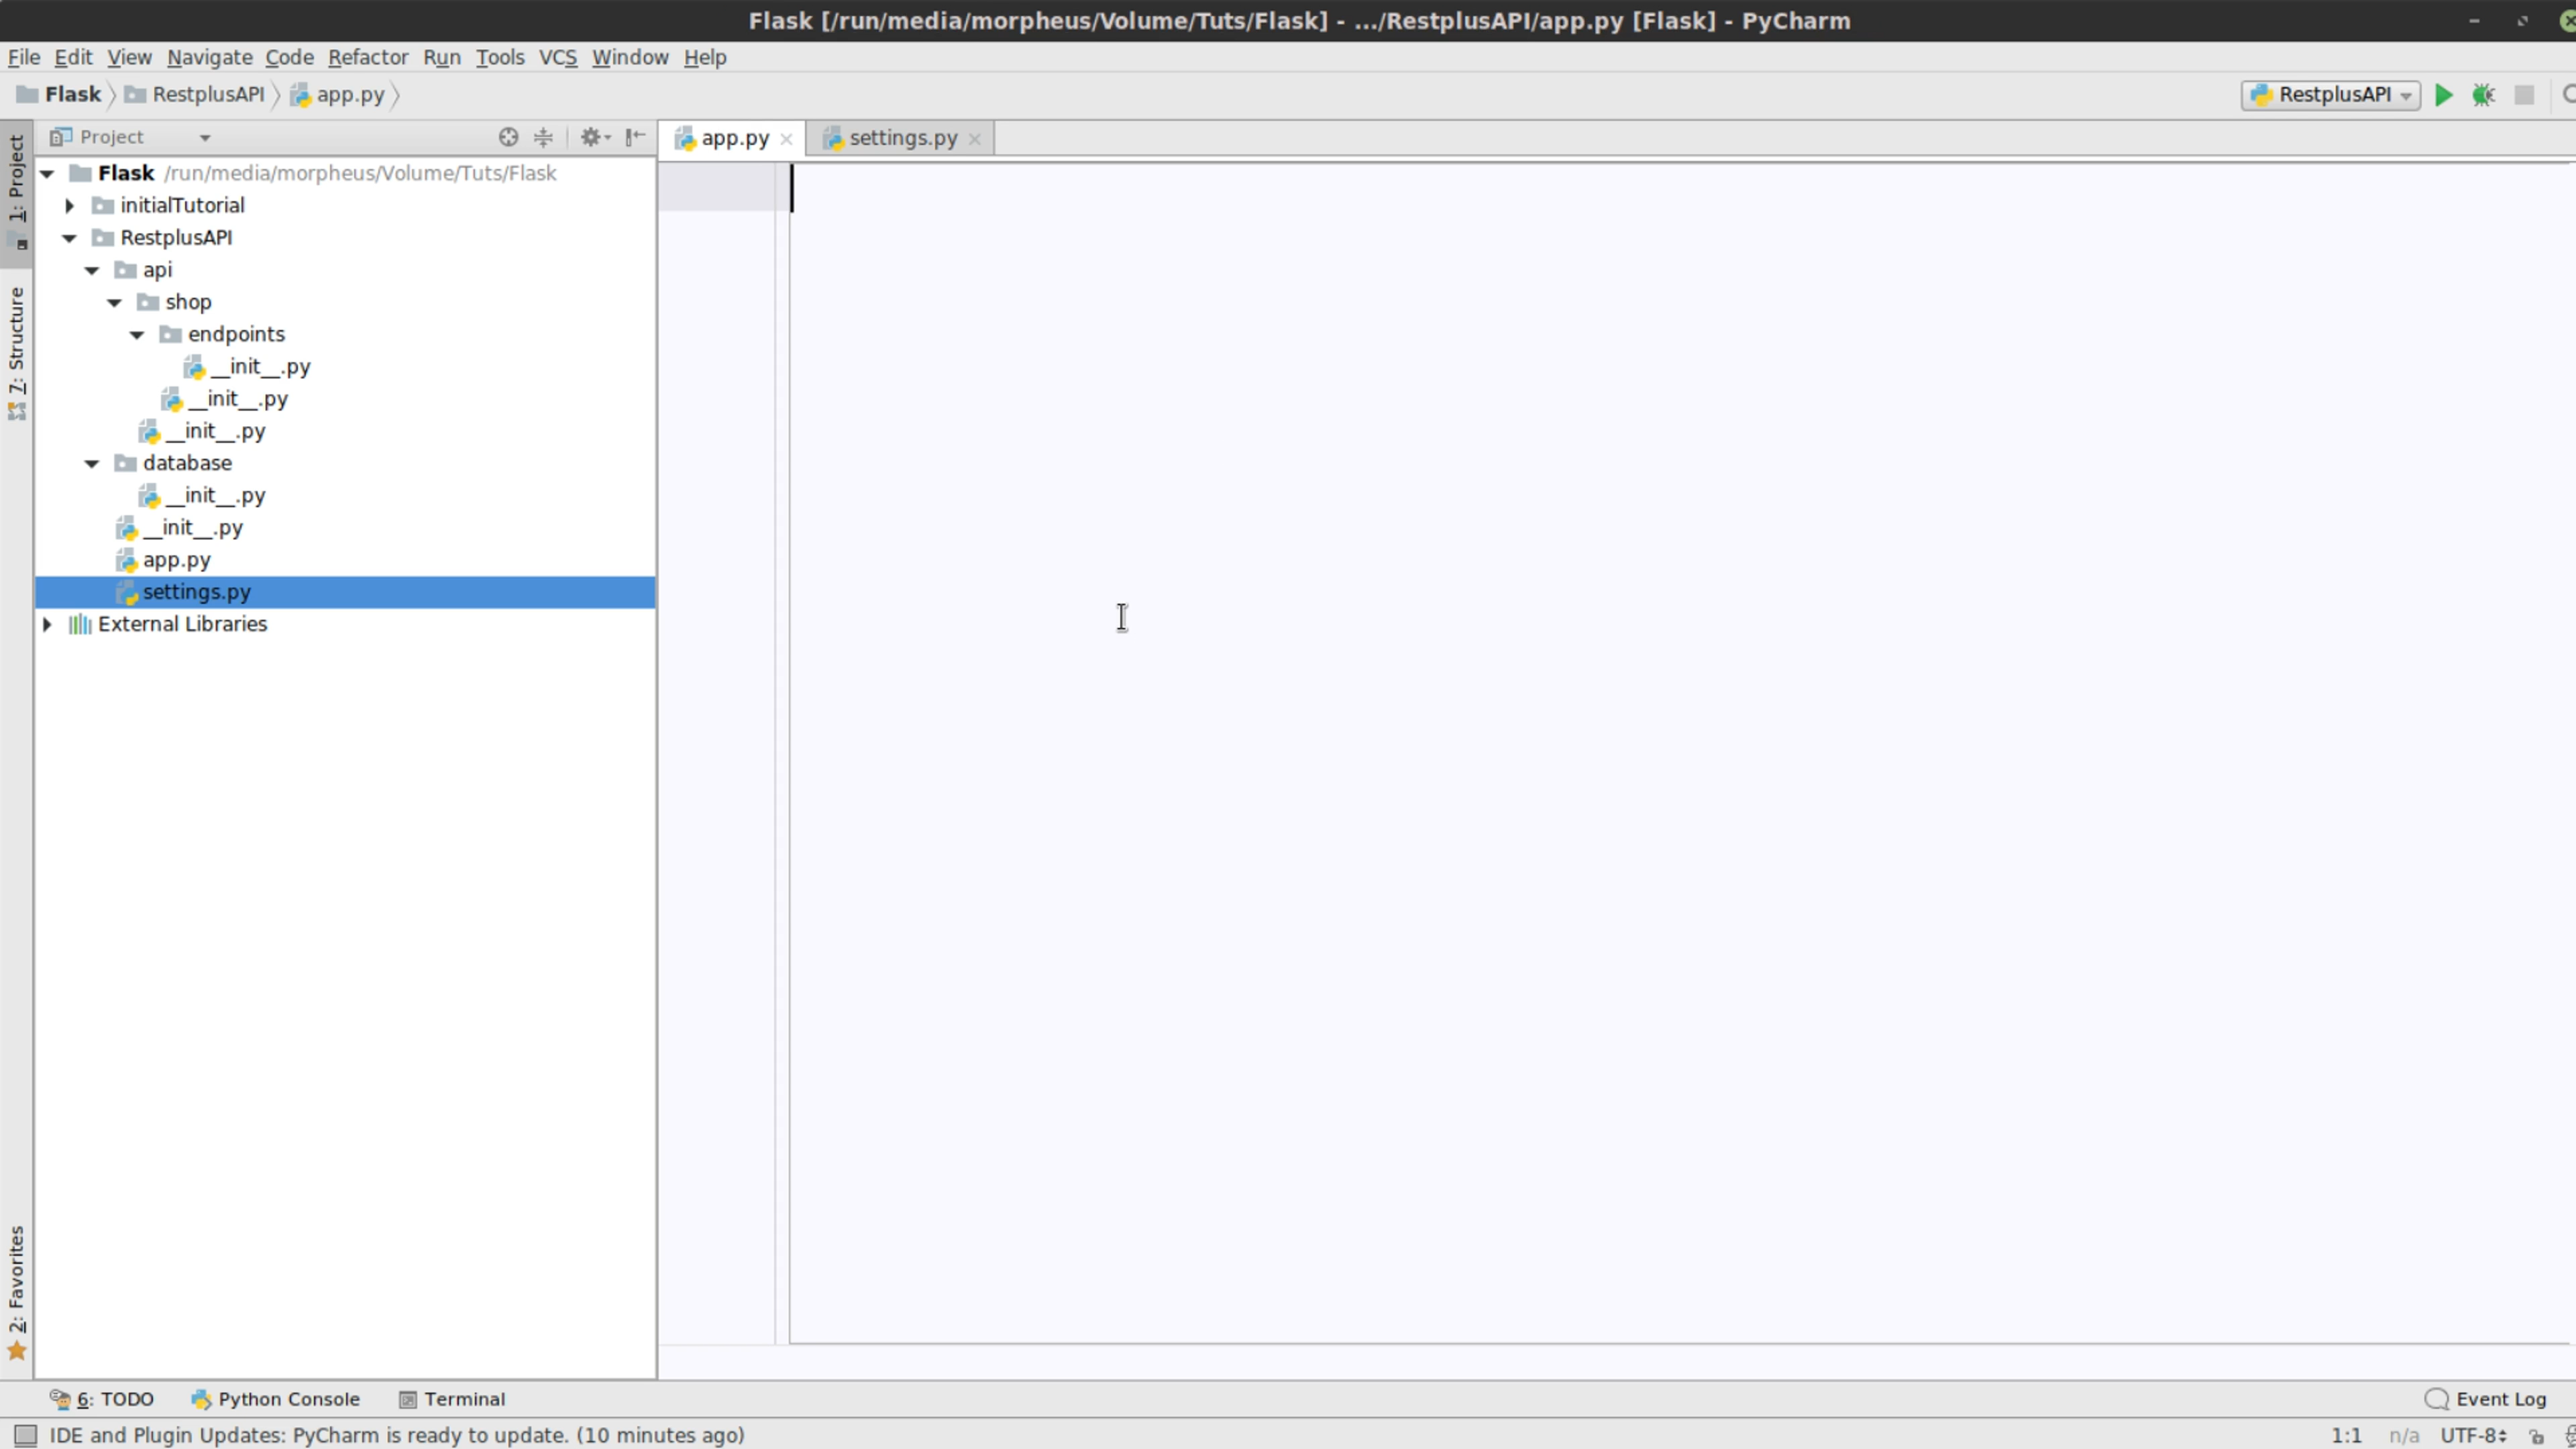 Flask [/run/media/morpheus/Volume/Tuts/Flask] - .../RestplusAPI/app.py [Flask] - PyCharm
File Edit View Navigate Code Refactor Run Tools VCS Window Help
Flask RestplusAPI app.py RestplusAPI
1: Project
7: Structure
2: Favorites
Project
app.py settings.py
Flask /run/media/morpheus/Volume/Tuts/Flask
initialTutorial
RestplusAPI
api
shop
endpoints
__init__.py
__init__.py
__init__.py
database
__init__.py
__init__.py
app.py
settings.py
External Libraries
6: TODO Python Console Terminal Event Log
IDE and Plugin Updates: PyCharm is ready to update. (10 minutes ago) 1:1 n/a UTF-8